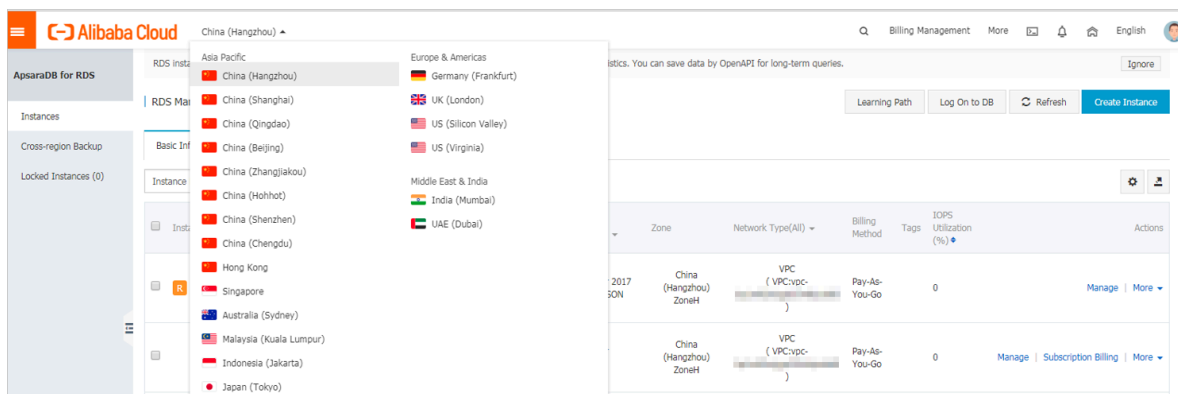 Alibaba Cloud
China (Hangzhou)
Billing Management
More
English
ApsaraDB for RDS
Instances
Cross-region Backup
Locked Instances (0)
RDS insta
istics. You can save data by OpenAPI for long-term queries.
Ignore
RDS Ma
Learning Path
Log On to DB
Refresh
Create Instance
Basic Inf
Instance
Asia Pacific
China (Hangzhou)
China (Shanghai)
China (Qingdao)
China (Beijing)
China (Zhangjiakou)
China (Hohhot)
China (Shenzhen)
China (Chengdu)
Hong Kong
Singapore
Australia (Sydney)
Malaysia (Kuala Lumpur)
Indonesia (Jakarta)
Japan (Tokyo)
Europe & Americas
Germany (Frankfurt)
UK (London)
US (Silicon Valley)
US (Virginia)
Middle East & India
India (Mumbai)
UAE (Dubai)
Insta
Zone
Network Type(All)
Billing
Method
Tags
IOPS
Utilization
(%)
Actions
R
2017
SON
China
(Hangzhou)
ZoneH
VPC
( VPC:vpc-
)
Pay-As-
You-Go
0
Manage | More
China
(Hangzhou)
ZoneH
VPC
( VPC:vpc-
)
Pay-As-
You-Go
0
Manage | Subscription Billing | More